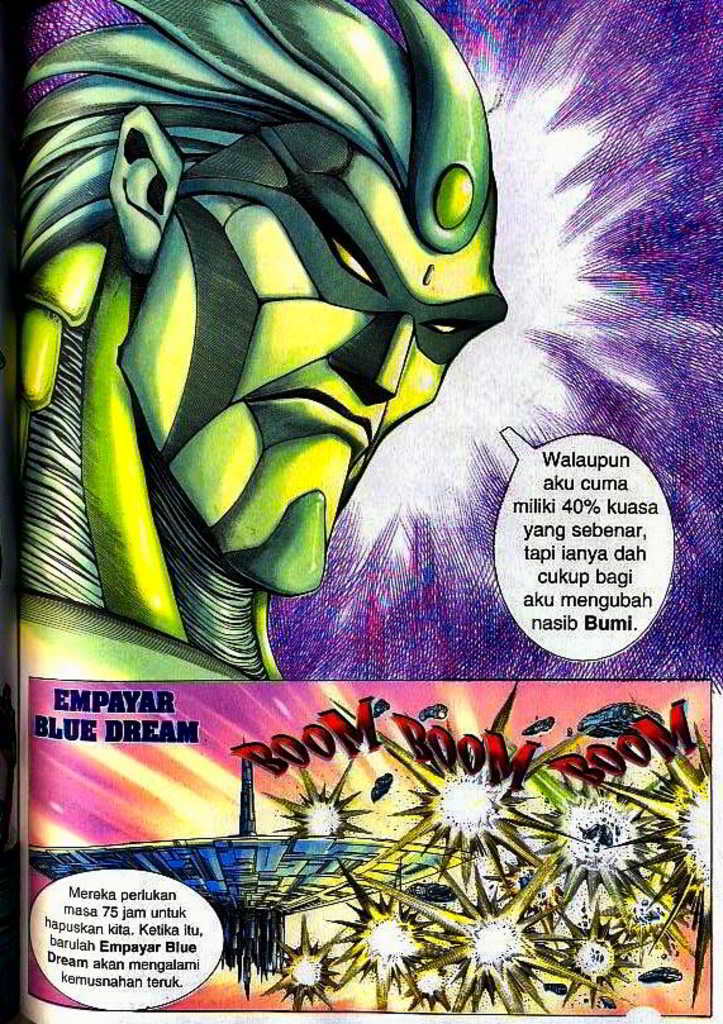 Walaupun
aku cuma
miliki 40% kuasa
yang sebenar,
tapi ianya dah
cukup bagi
aku mengubah
nasib Bumi.
EMPAYAR
BLUE DREAM
BOOM BOOM BOOM
Mereka perlukan
masa 75 jam untuk
hapuskan kita. Ketika itu,
barulah Empayar Blue
Dream akan mengalami
kemusnahan teruk.